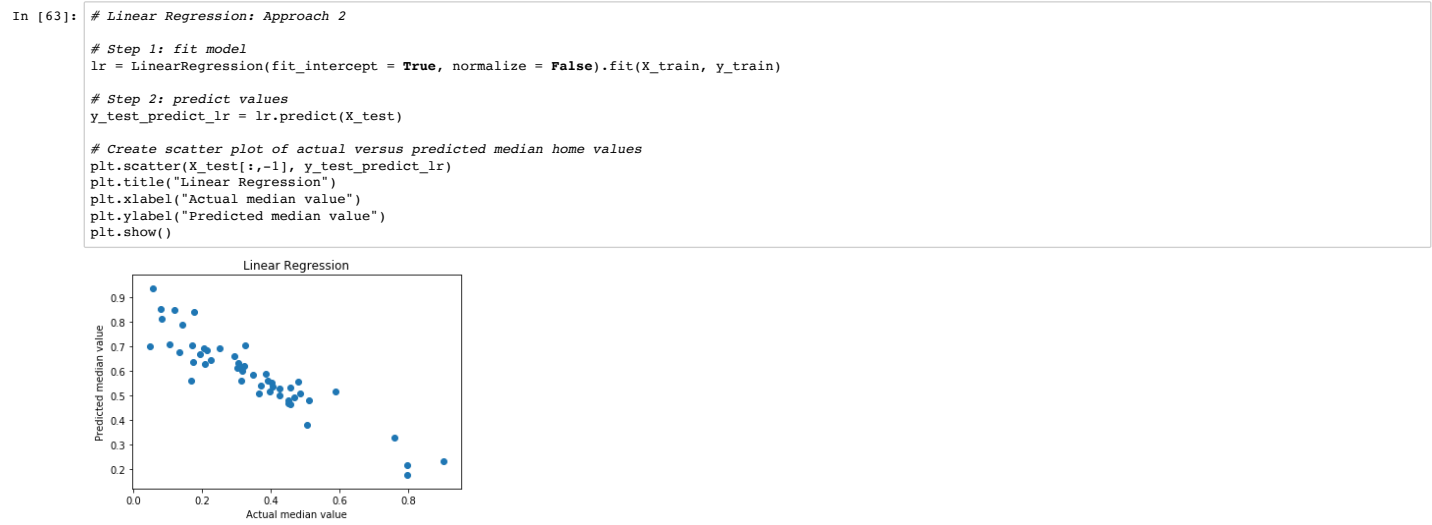 In [63]: # Linear Regression: Approach 2
# Step 1: fit model
lr = LinearRegression(fit_intercept = True, normalize = False).fit(X_train, y_train)
# Step 2: predict values
y_test_predict_lr = lr.predict(X_test)
# Create scatter plot of actual versus predicted median home values
plt.scatter(X_test[:,-1], y_test_predict_lr)
plt.title("Linear Regression")
plt.xlabel("Actual median value")
plt.ylabel("Predicted median value")
plt.show()
Linear Regression
Predicted median value
0.9
0.8
0.7
0.6
0.5
0.4
0.3
0.2
0.0 0.2 0.4 0.6 0.8
Actual median value